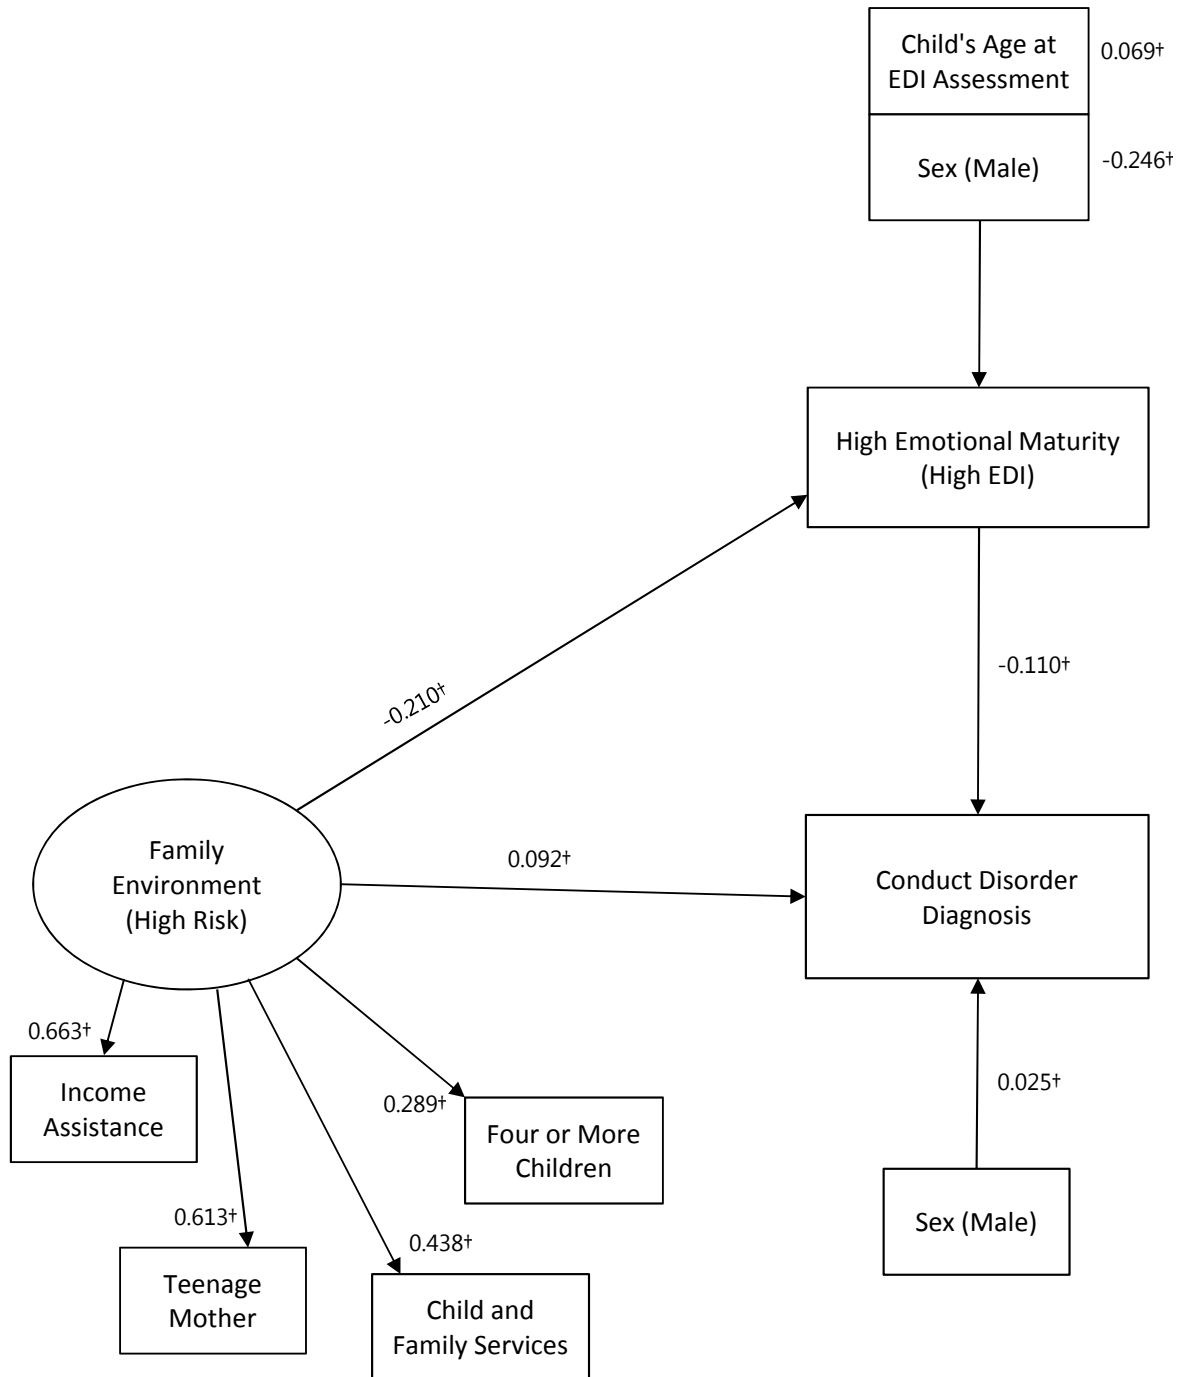 Child's Age at
EDI Assessment
0.069†
Sex (Male)
-0.246†
High Emotional Maturity
(High EDI)
-0.110†
-0.210†
Family
Environment
(High Risk)
0.092†
Conduct Disorder
Diagnosis
0.663†
Income
Assistance
0.289†
Four or More
Children
0.025†
Sex (Male)
0.613†
Teenage
Mother
0.438†
Child and
Family Services